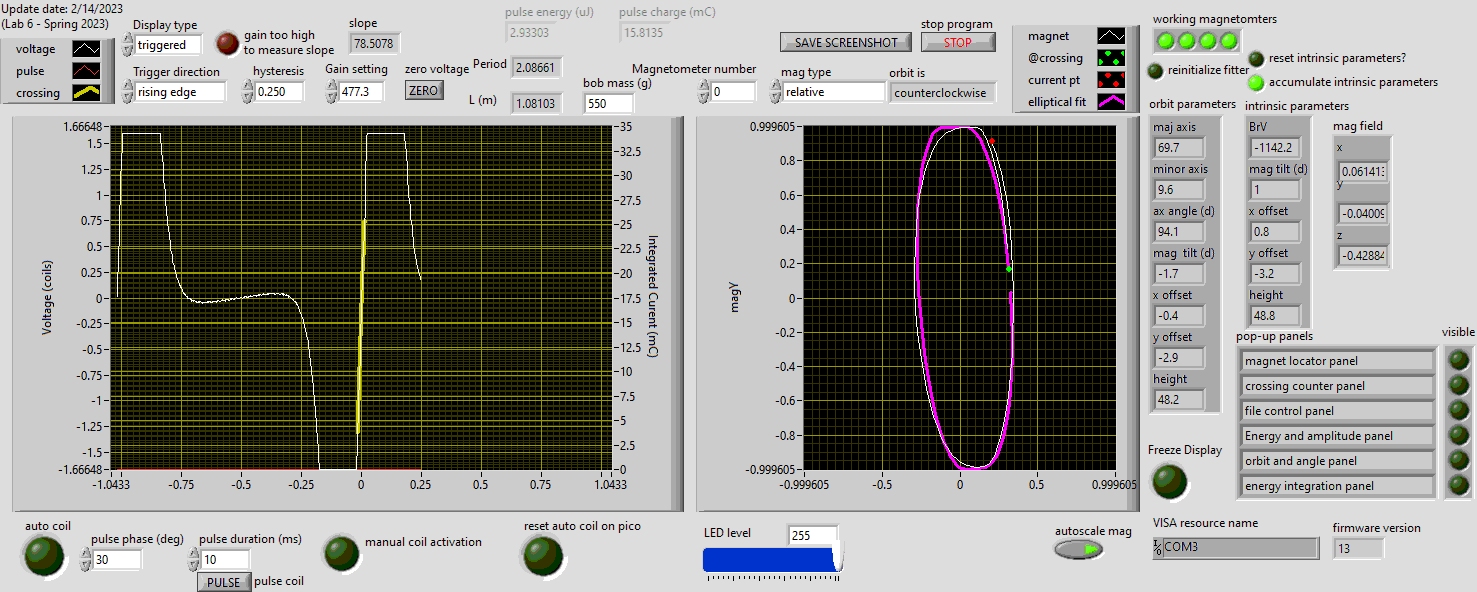 Update date: 2/14/2023
(Lab 6 - Spring 2023)
voltage
pulse
crossing
Display type
triggered
gain too high
to measure slope
slope
78.5078
Trigger direction
rising edge
hysteresis
0.250
Gain setting
477.3
zero voltage
ZERO
pulse energy (uJ)
2.93303
pulse charge (mC)
15.8135
Period
2.08661
L (m)
1.08103
bob mass (g)
550
Magnetometer number
0
mag type
relative
orbit is
counterclockwise
SAVE SCREENSHOT
stop program
STOP
magnet
@crossing
current pt
elliptical fit
working magnetomters
reinitialize fitter
reset intrinsic parameters?
accumulate intrinsic parameters
orbit parameters
maj axis
69.7
minor axis
9.6
ax angle (d)
94.1
mag tilt (d)
-1.7
x offset
-0.4
y offset
-2.9
height
48.2
intrinsic parameters
BrV
-1142.2
mag tilt (d)
1
x offset
0.8
y offset
-3.2
height
48.8
mag field
x
0.06141
y
-0.04009
z
-0.42884
Voltage (coils)
1.66648
1.5
1.25
1
0.75
0.5
0.25
0
-0.25
-0.5
-0.75
-1
-1.25
-1.5
-1.66648
-1.0433
-0.75
-0.5
-0.25
0
0.25
0.5
0.75
1.0433
35
32.5
30
27.5
25
22.5
20
17.5
15
12.5
10
7.5
5
2.5
0
Integrated Curent (mC)
magY
0.999605
0.8
0.6
0.4
0.2
0
-0.2
-0.4
-0.6
-0.8
-0.999605
-0.999605
-0.5
0
0.5
0.999605
pop-up panels
visible
magnet locator panel
crossing counter panel
file control panel
Energy and amplitude panel
orbit and angle panel
energy integration panel
Freeze Display
auto coil
pulse phase (deg)
30
pulse duration (ms)
10
PULSE
pulse coil
manual coil activation
reset auto coil on pico
LED level
255
autoscale mag
VISA resource name
COM3
firmware version
13